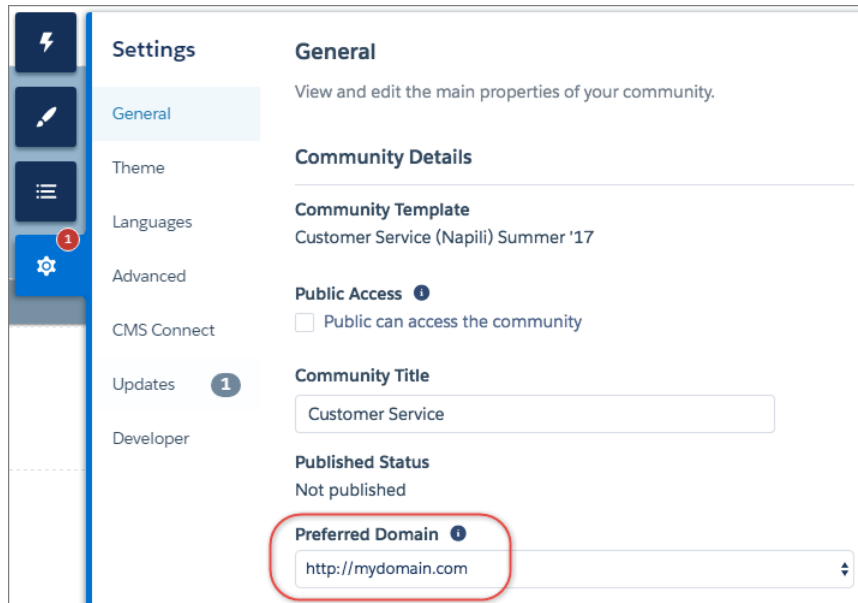 Settings
General
Theme
Languages
Advanced
CMS Connect
Updates 1
Developer
1
General
View and edit the main properties of your community.
Community Details
Community Template
Customer Service (Napili) Summer '17
Public Access
Public can access the community
Community Title
Customer Service
Published Status
Not published
Preferred Domain
http://mydomain.com